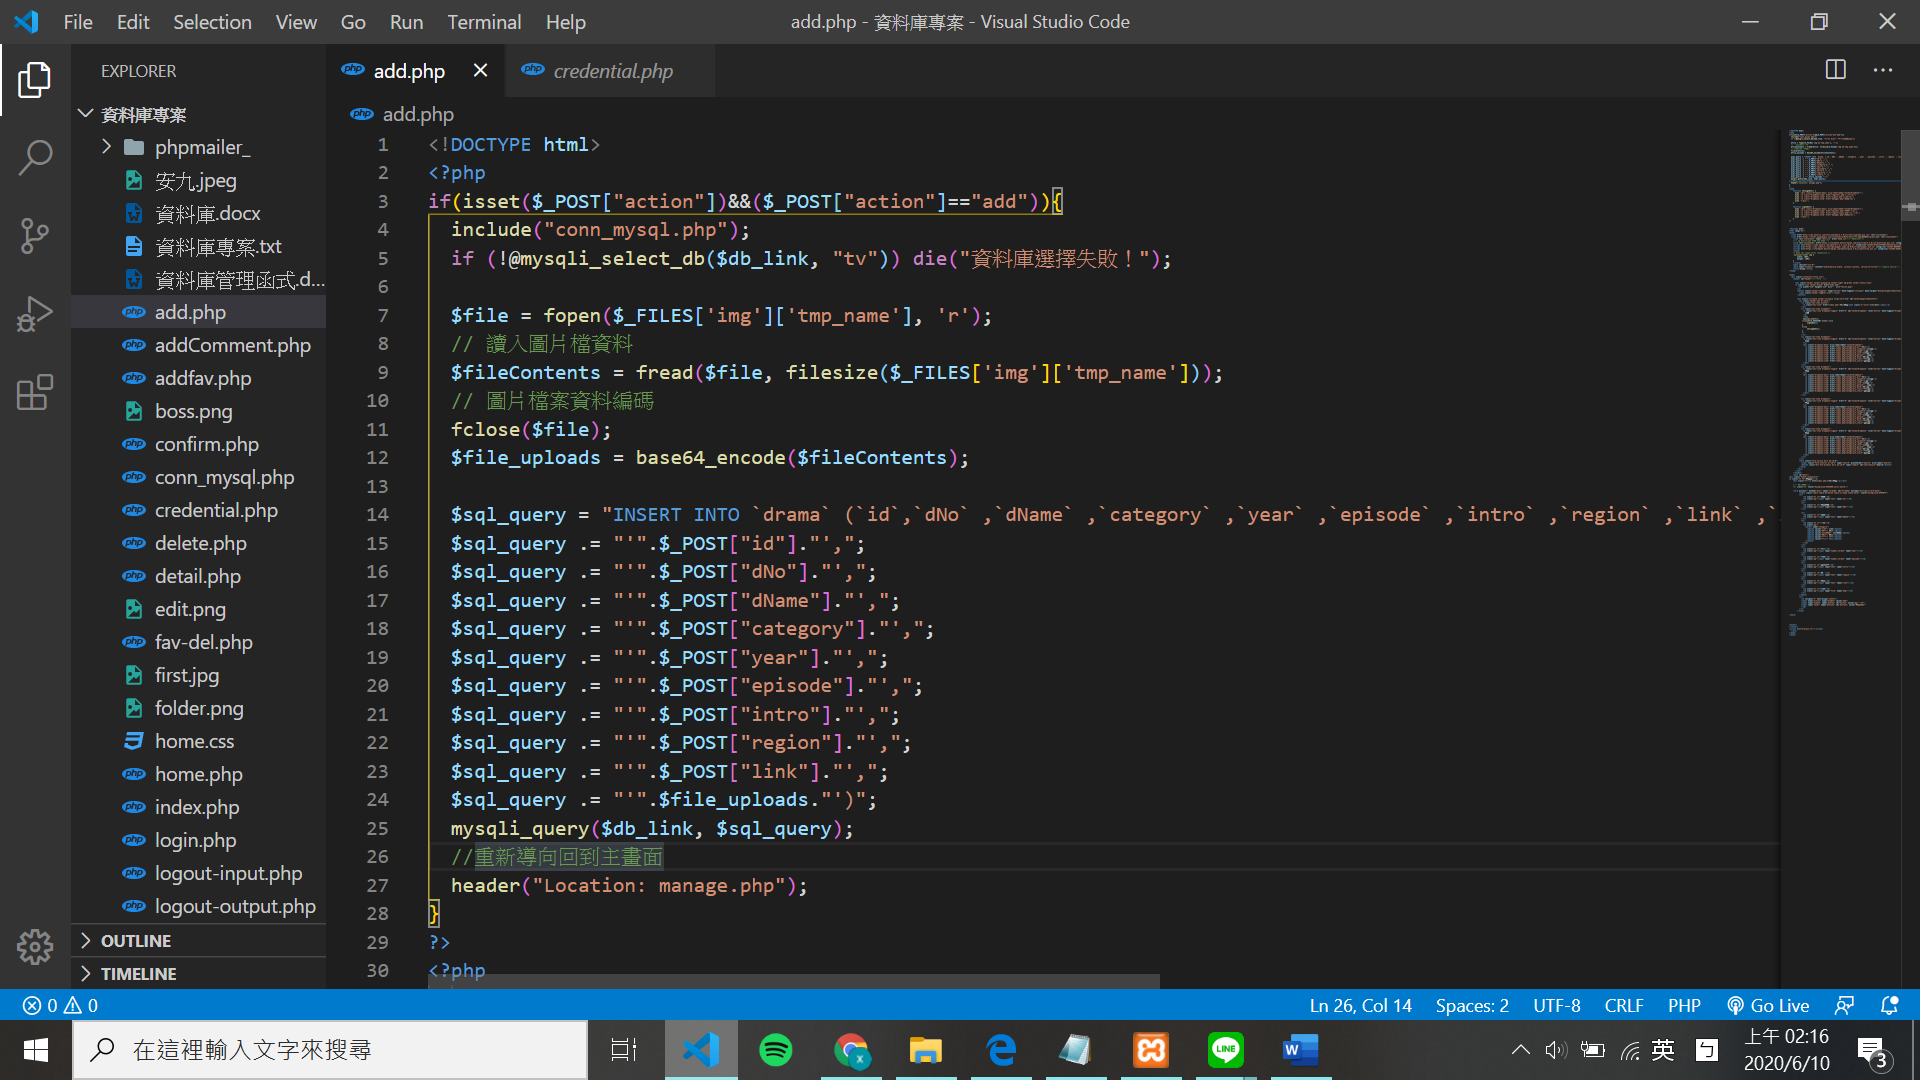 File Edit Selection View Go Run Terminal Help
add.php - 資料庫專案 - Visual Studio Code
EXPLORER
資料庫專案
phpmailer_
安九.jpeg
資料庫.docx
資料庫專案.txt
資料庫管理函式.d...
add.php
addComment.php
addfav.php
boss.png
confirm.php
conn_mysql.php
credential.php
delete.php
detail.php
edit.png
fav-del.php
first.jpg
folder.png
home.css
home.php
index.php
login.php
logout-input.php
logout-output.php
OUTLINE
TIMELINE
php add.php
php credential.php
php add.php
1 <!DOCTYPE html>
2 <?php
3 if(isset($_POST["action"])&&($_POST["action"]=="add")){
4 include("conn_mysql.php");
5 if (!@mysqli_select_db($db_link, "tv")) die("資料庫選擇失敗！");
6
7 $file = fopen($_FILES['img']['tmp_name'], 'r');
8 // 讀入圖片檔資料
9 $fileContents = fread($file, filesize($_FILES['img']['tmp_name']));
10 // 圖片檔案資料編碼
11 fclose($file);
12 $file_uploads = base64_encode($fileContents);
13
14 $sql_query = "INSERT INTO `drama` (`id`,`dNo` ,`dName` ,`category` ,`year` ,`episode` ,`intro` ,`region` ,`link` ,`
15 $sql_query .= "'".$_POST["id"]."',";
16 $sql_query .= "'".$_POST["dNo"]."',";
17 $sql_query .= "'".$_POST["dName"]."',";
18 $sql_query .= "'".$_POST["category"]."',";
19 $sql_query .= "'".$_POST["year"]."',";
20 $sql_query .= "'".$_POST["episode"]."',";
21 $sql_query .= "'".$_POST["intro"]."',";
22 $sql_query .= "'".$_POST["region"]."',";
23 $sql_query .= "'".$_POST["link"]."',";
24 $sql_query .= "'".$file_uploads."')";
25 mysqli_query($db_link, $sql_query);
26 //重新導向回到主畫面
27 header("Location: manage.php");
28 }
29 ?>
30 <?php
0 0
Ln 26, Col 14 Spaces: 2 UTF-8 CRLF PHP Go Live
在這裡輸入文字來搜尋
LINE
英
上午 02:16
2020/6/10
3